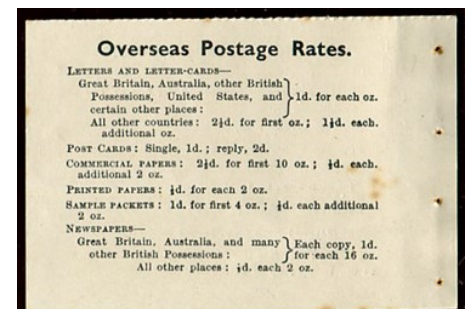 Overseas Postage Rates.
LETTERS AND LETTER-CARDS—
Great Britain, Australia, other British
Possessions, United States, and } 1d. for each oz.
certain other places :
All other countries : 2½d. for first oz. ; 1½d. each.
additional oz.
POST CARDS : Single, 1d. ; reply, 2d.
COMMERCIAL PAPERS : 2½d. for first 10 oz. ; ½d. each.
additional 2 oz.
PRINTED PAPERS : ½d. for each 2 oz.
SAMPLE PACKETS : 1d. for first 4 oz. ; ½d. each additional
2 oz.
NEWSPAPERS—
Great Britain, Australia, and many } Each copy, 1d.
other British Possessions : } for each 16 oz.
All other places : ½d. each 2 oz.